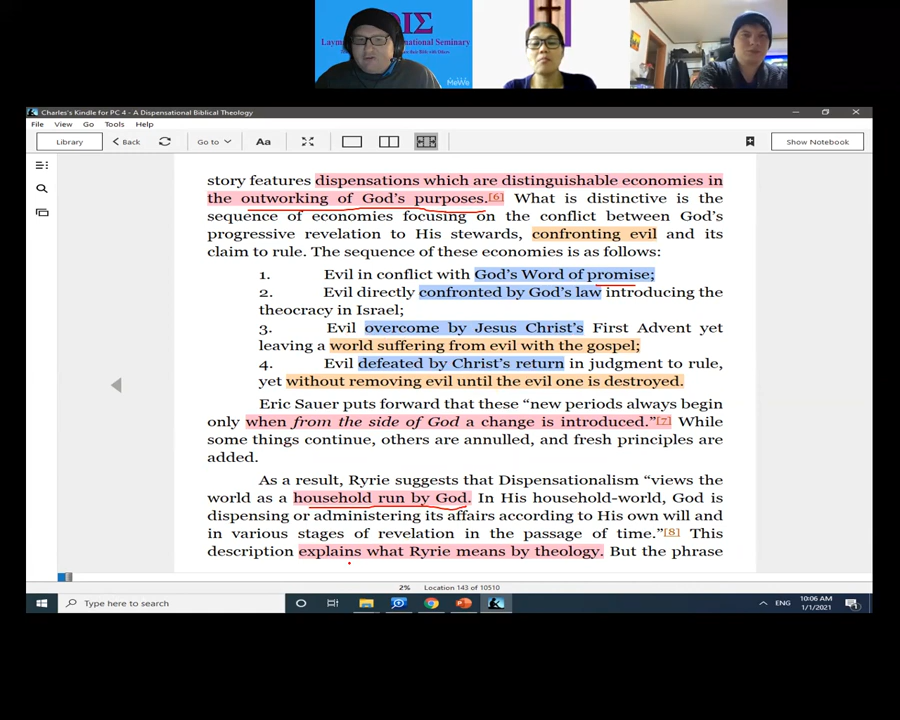 ΟΙΣ
Laym
national Seminary
MeWe
Charles's Kindle for PC 4 - A Dispensational Biblical Theology
File View Go Tools Help
Library Back Go to Aa Show Notebook
story features dispensations which are distinguishable economies in
the outworking of God's purposes.[6] What is distinctive is the
sequence of economies focusing on the conflict between God's
progressive revelation to His stewards, confronting evil and its
claim to rule. The sequence of these economies is as follows:
1. Evil in conflict with God's Word of promise;
2. Evil directly confronted by God's law introducing the
theocracy in Israel;
3. Evil overcome by Jesus Christ's First Advent yet
leaving a world suffering from evil with the gospel;
4. Evil defeated by Christ's return in judgment to rule,
yet without removing evil until the evil one is destroyed.
Eric Sauer puts forward that these “new periods always begin
only when from the side of God a change is introduced.”[7] While
some things continue, others are annulled, and fresh principles are
added.
As a result, Ryrie suggests that Dispensationalism “views the
world as a household run by God. In His household-world, God is
dispensing or administering its affairs according to His own will and
in various stages of revelation in the passage of time.”[8] This
description explains what Ryrie means by theology. But the phrase
2% Location 143 of 10510
Type here to search
ENG
10:06 AM
1/1/2021